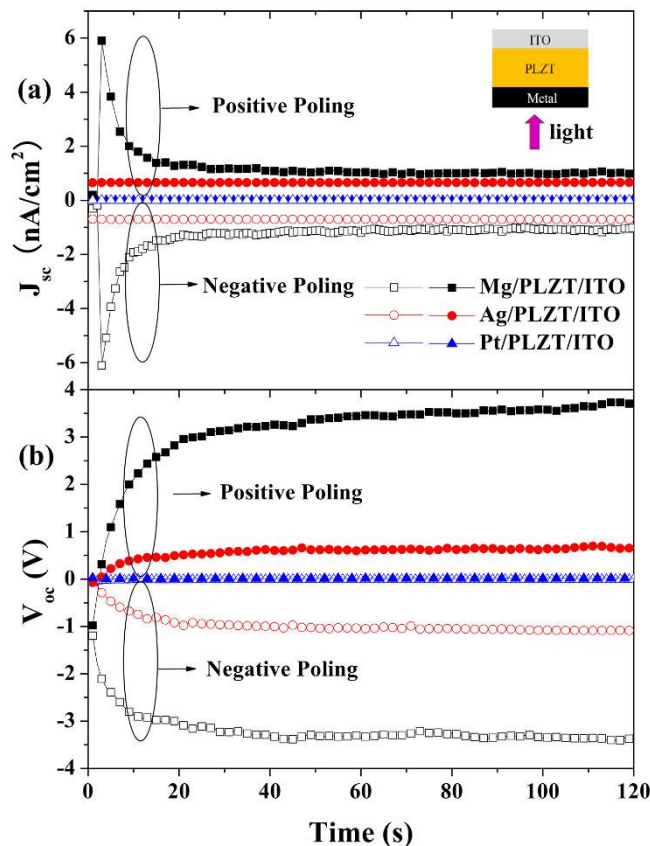 (a)
6
4
2
0
-2
-4
-6
J_sc (nA/cm²)
Positive Poling
Negative Poling
ITO
PLZT
Metal
light
Mg/PLZT/ITO
Ag/PLZT/ITO
Pt/PLZT/ITO
(b)
4
3
2
1
0
-1
-2
-3
-4
V_oc (V)
Positive Poling
Negative Poling
0 20 40 60 80 100 120
Time (s)